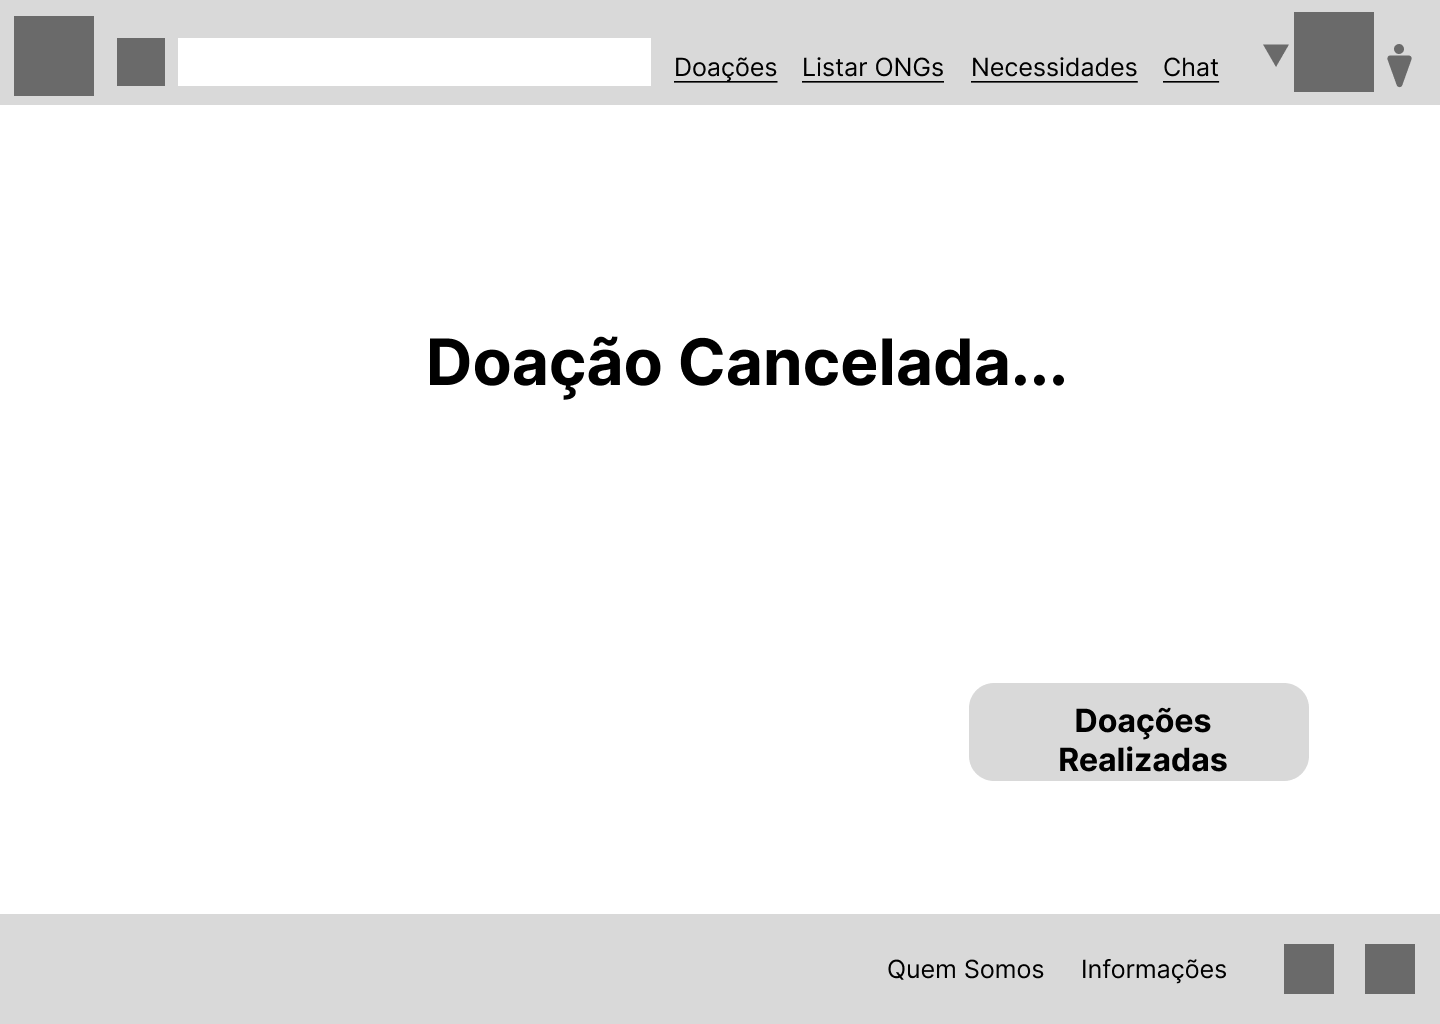 Doações Listar ONGs Necessidades Chat
Doação Cancelada...
Doações
Realizadas
Quem Somos Informações